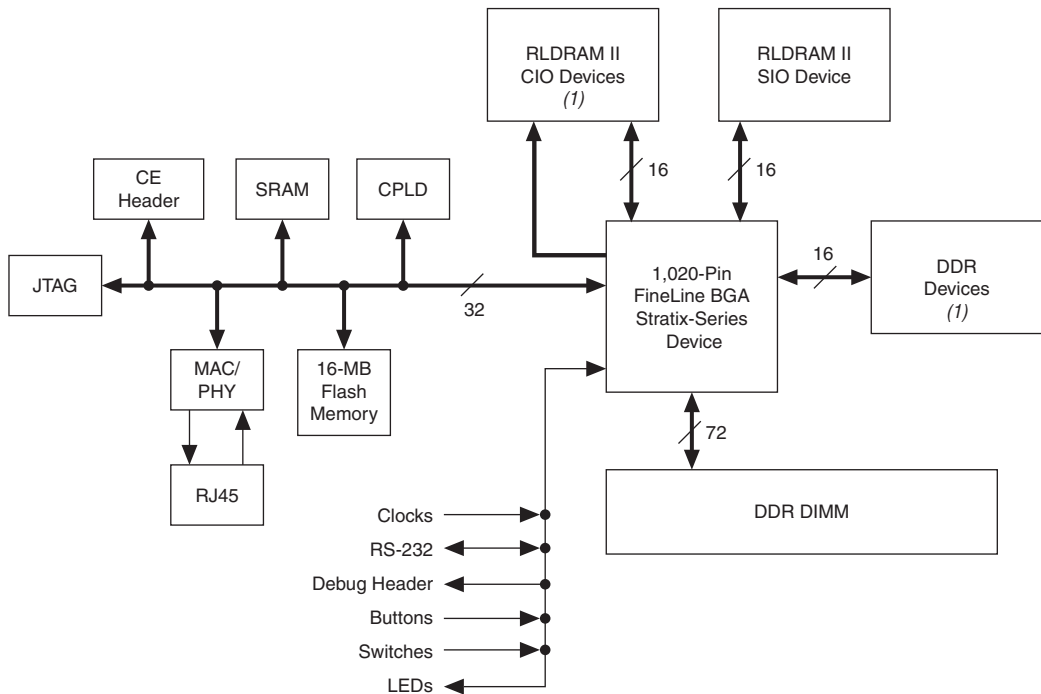 RLDRAM II
CIO Devices
(1)
RLDRAM II
SIO Device
16
16
CE
Header
SRAM
CPLD
JTAG
32
1,020-Pin
FineLine BGA
Stratix-Series
Device
16
DDR
Devices
(1)
MAC/
PHY
16-MB
Flash
Memory
72
RJ45
DDR DIMM
Clocks
RS-232
Debug Header
Buttons
Switches
LEDs